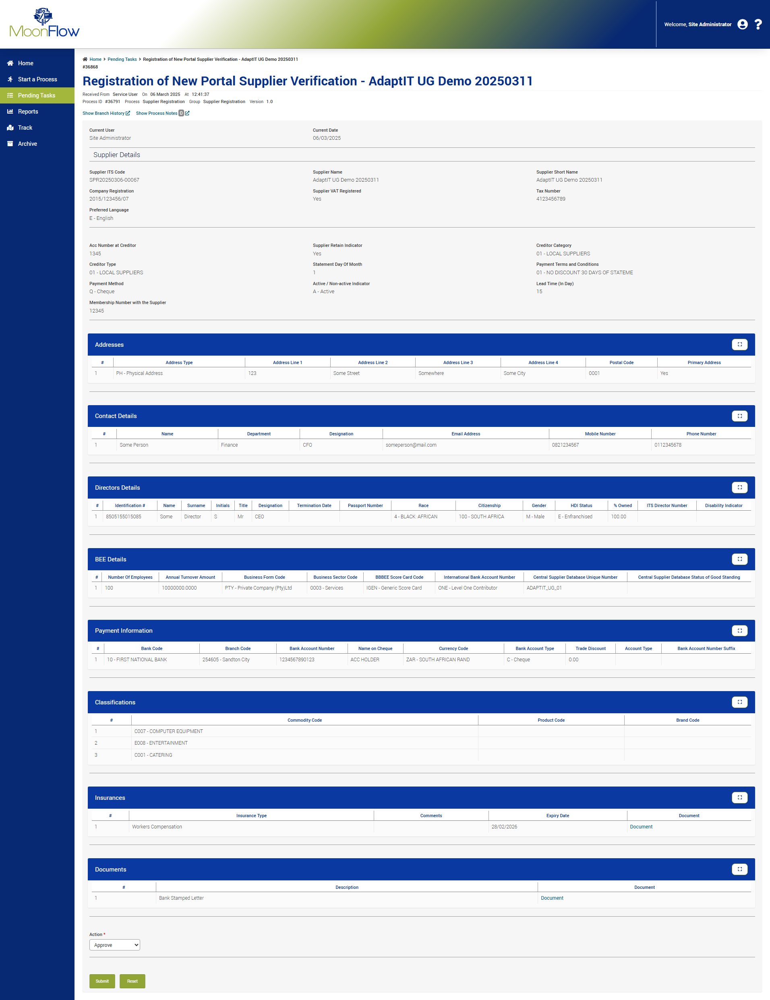 MoonFlow
Welcome, Site Administrator
Home
Start a Process
Pending Tasks
Reports
Track
Archive
Home > Pending Tasks > Registration of New Portal Supplier Verification - AdaptIT UG Demo 20250311
#36868
Registration of New Portal Supplier Verification - AdaptIT UG Demo 20250311
Received From Service User On 06 March 2025 At 12:41:37
Process ID #36791 Process Supplier Registration Group Supplier Registration Version 1.0
Show Branch History Show Process Notes 0
Current User Current Date
Site Administrator 06/03/2025
Supplier Details
Supplier ITS Code Supplier Name Supplier Short Name
SPR20250306-00067 AdaptIT UG Demo 20250311 AdaptIT UG Demo 20250311
Company Registration Supplier VAT Registered Tax Number
2015/123456/07 Yes 4123456789
Preferred Language
E - English
Acc Number at Creditor Supplier Retain Indicator Creditor Category
1345 Yes 01 - LOCAL SUPPLIERS
Creditor Type Statement Day Of Month Payment Terms and Conditions
01 - LOCAL SUPPLIERS 1 01 - NO DISCOUNT 30 DAYS OF STATEME
Payment Method Active / Non-active Indicator Lead Time (In Day)
Q - Cheque A - Active 15
Membership Number with the Supplier
12345
Addresses
# Address Type Address Line 1 Address Line 2 Address Line 3 Address Line 4 Postal Code Primary Address
1 PH - Physical Address 123 Some Street Somewhere Some City 0001 Yes
Contact Details
# Name Department Designation Email Address Mobile Number Phone Number
1 Some Person Finance CFO someperson@mail.com 0821234567 0112345678
Directors Details
# Identification # Name Surname Initials Title Designation Termination Date Passport Number Race Citizenship Gender HDI Status % Owned ITS Director Number Disability Indicator
1 8505155015085 Some Director S Mr CEO 4 - BLACK: AFRICAN 100 - SOUTH AFRICA M - Male E - Enfranchised 100.00
BEE Details
# Number Of Employees Annual Turnover Amount Business Form Code Business Sector Code BBBEE Score Card Code International Bank Account Number Central Supplier Database Unique Number Central Supplier Database Status of Good Standing
1 100 10000000.0000 PTY - Private Company (Pty)Ltd 0003 - Services IGEN - Generic Score Card ONE - Level One Contributor ADAPTIT_UG_01
Payment Information
# Bank Code Branch Code Bank Account Number Name on Cheque Currency Code Bank Account Type Trade Discount Account Type Bank Account Number Suffix
1 10 - FIRST NATIONAL BANK 254605 - Sandton City 1234567890123 ACC HOLDER ZAR - SOUTH AFRICAN RAND C - Cheque 0.00
Classifications
# Commodity Code Product Code Brand Code
1 C007 - COMPUTER EQUIPMENT
2 E008 - ENTERTAINMENT
3 C001 - CATERING
Insurances
# Insurance Type Comments Expiry Date Document
1 Workers Compensation 28/02/2026 Document
Documents
# Description Document
1 Bank Stamped Letter Document
Action *
Approve
Submit Reset